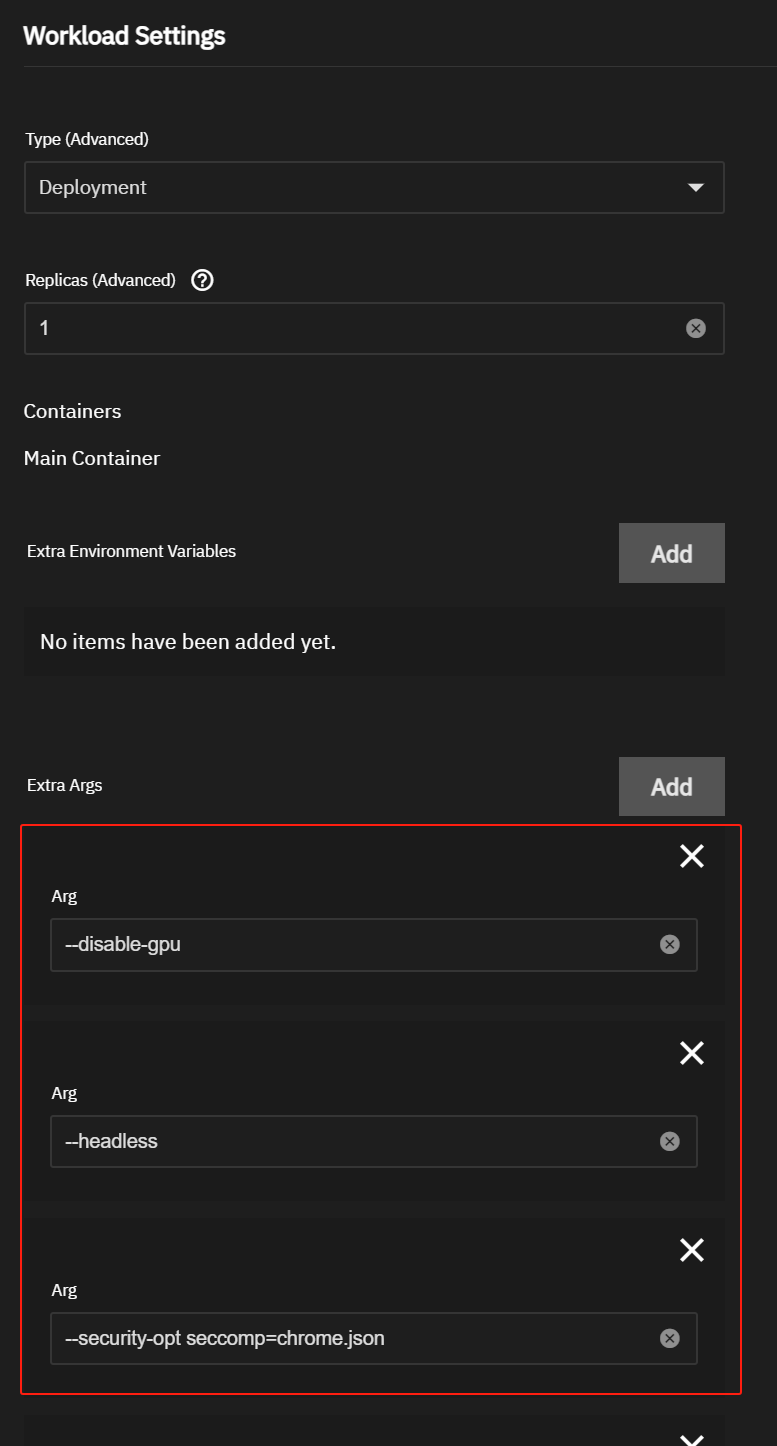 Workload Settings
Type (Advanced)
Deployment
Replicas (Advanced)
1
Containers
Main Container
Extra Environment Variables
Add
No items have been added yet.
Extra Args
Add
Arg
--disable-gpu
Arg
--headless
Arg
--security-opt seccomp=chrome.json